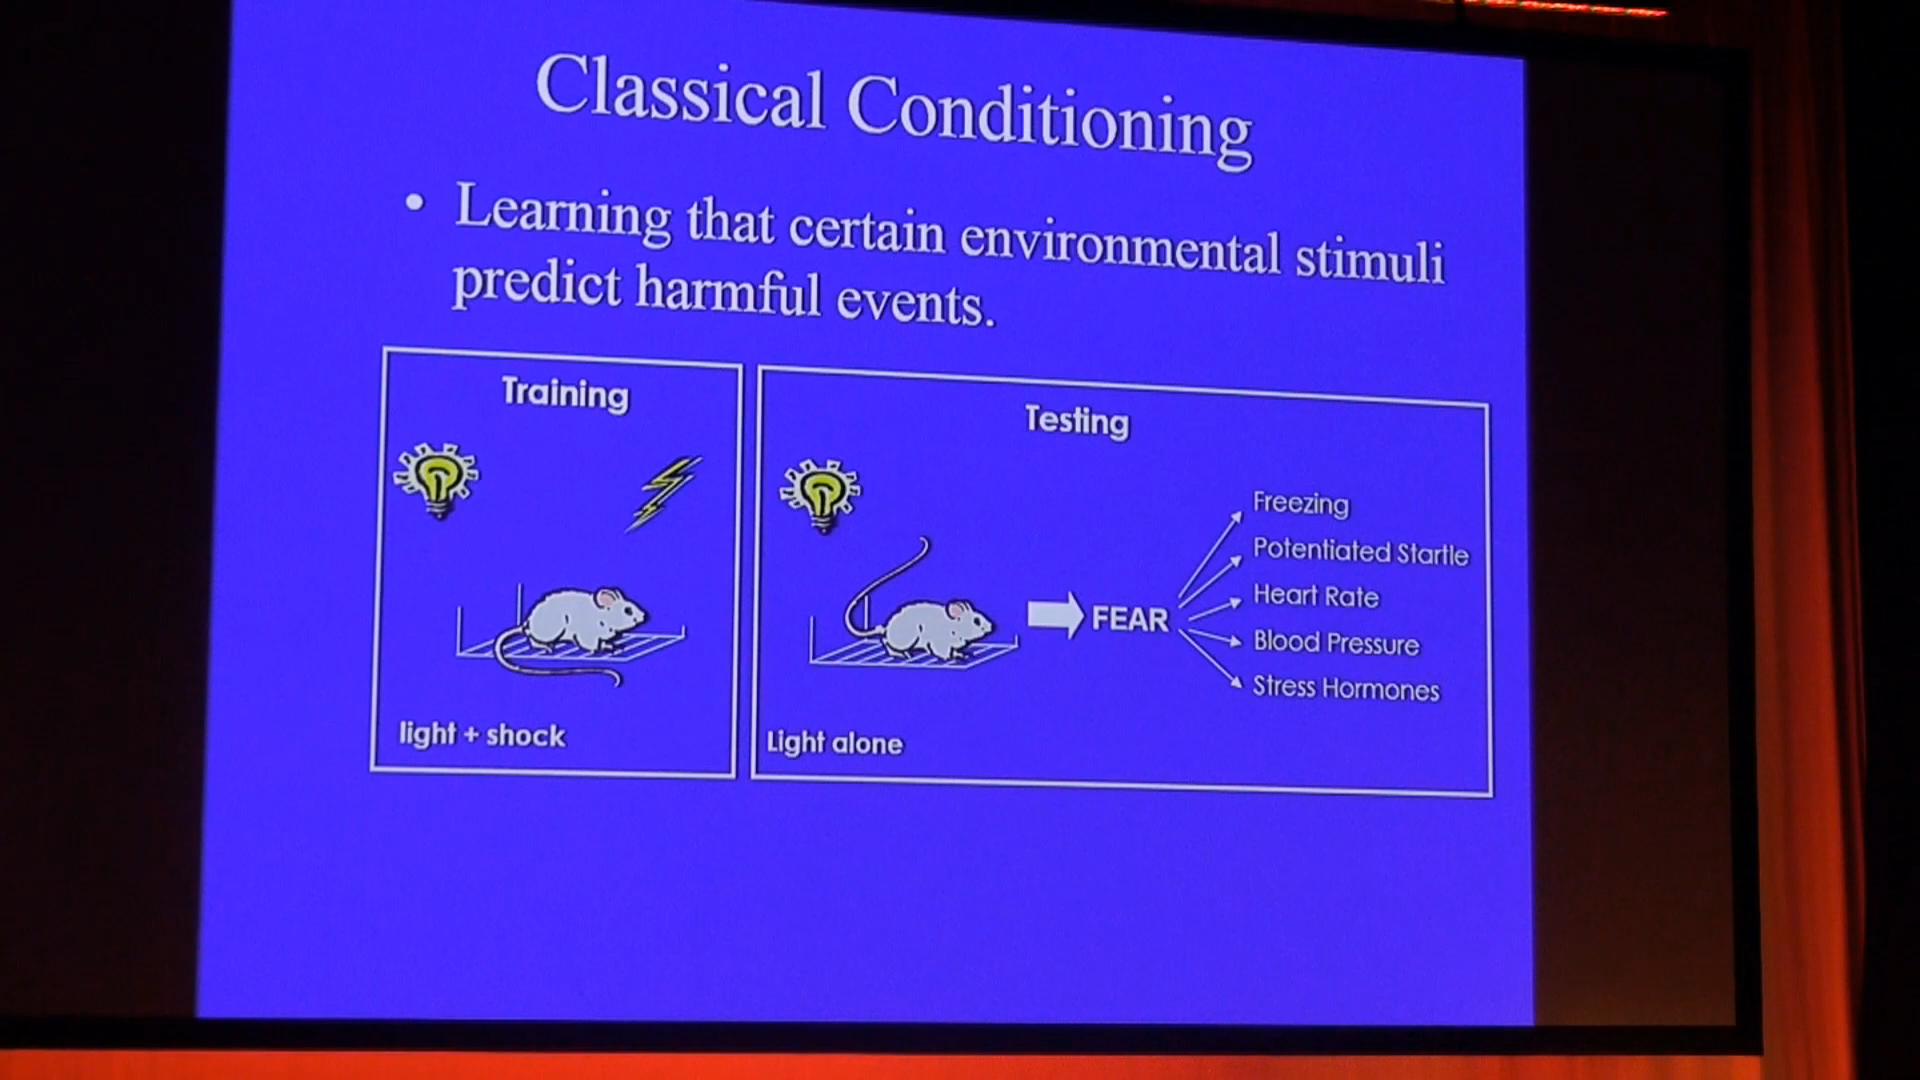 Classical Conditioning
• Learning that certain environmental stimuli
predict harmful events.
Training
light + shock
Testing
Light alone
FEAR
Freezing
Potentiated Startle
Heart Rate
Blood Pressure
Stress Hormones